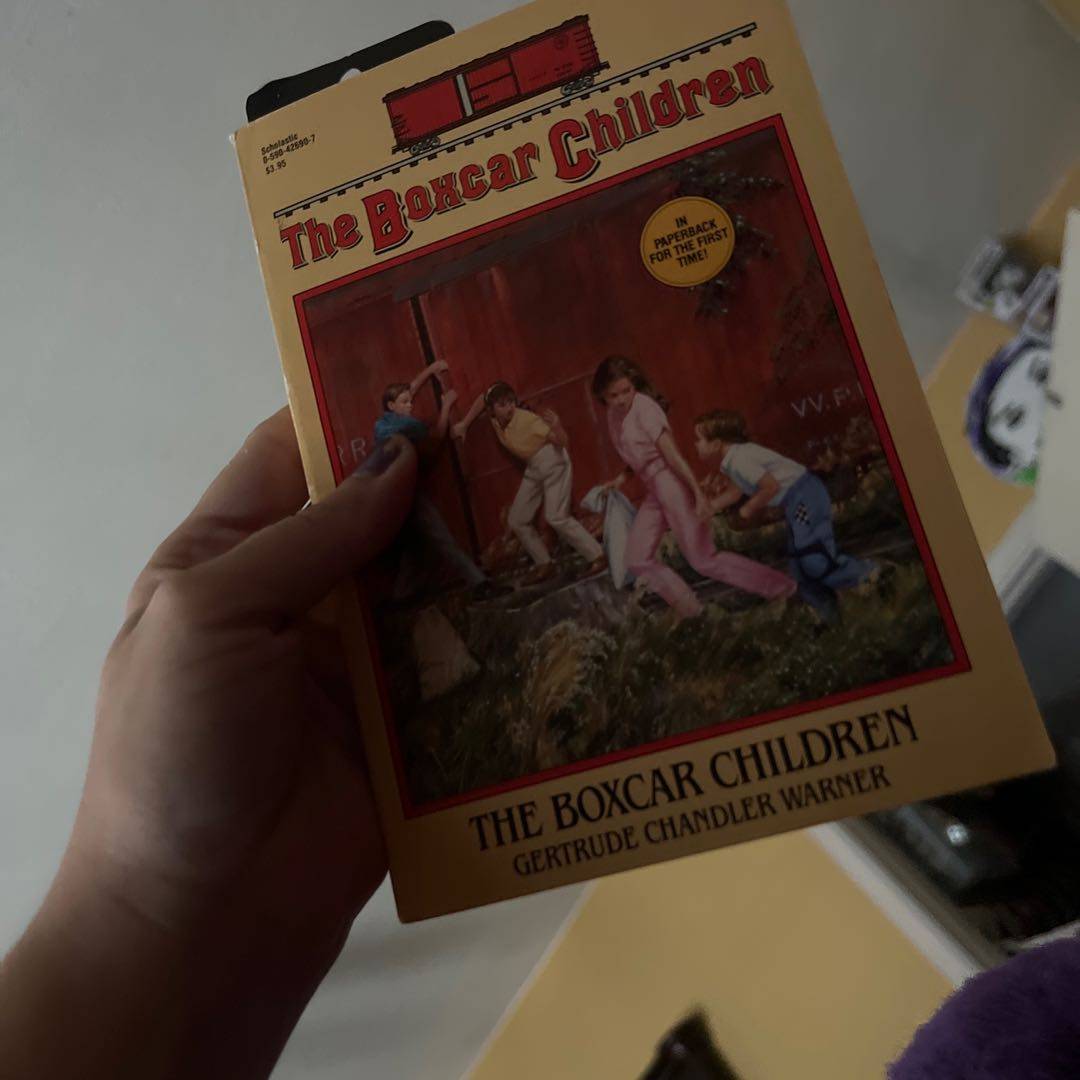 Scholastic
0-590-42690-7
$3.95
The Boxcar Children
IN
PAPERBACK
FOR THE FIRST
TIME!
THE BOXCAR CHILDREN
GERTRUDE CHANDLER WARNER